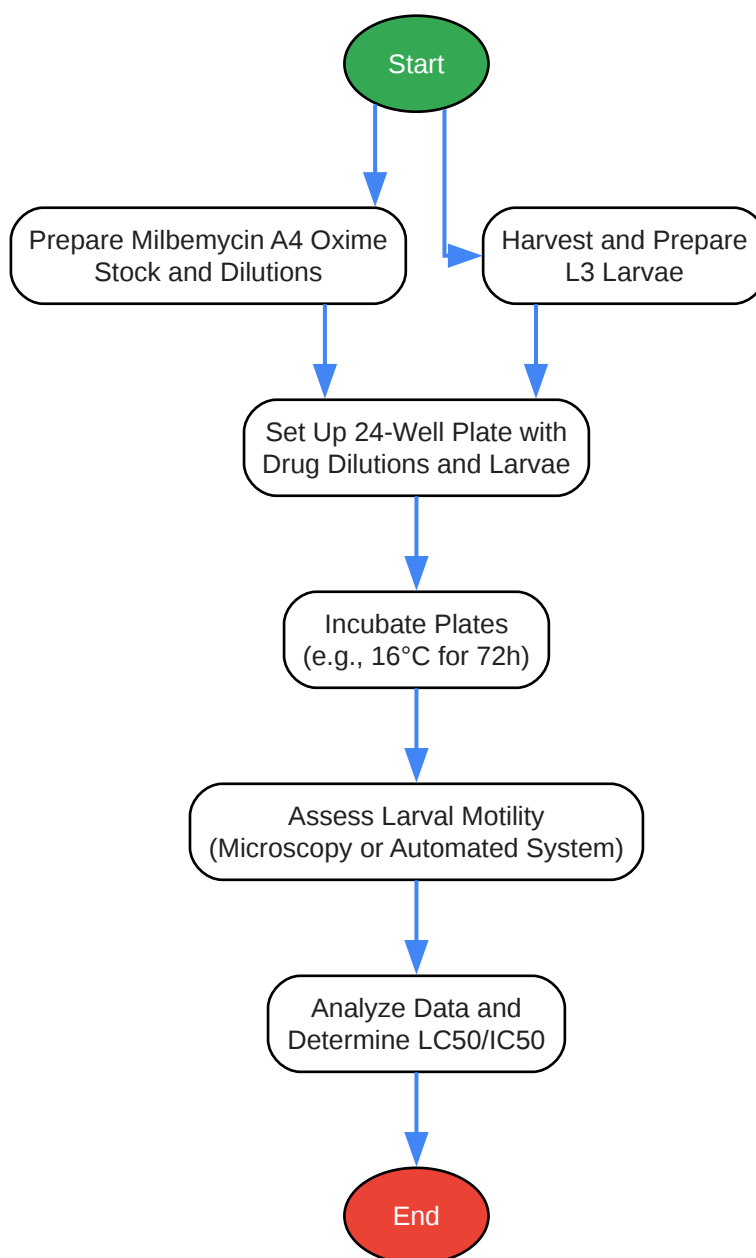 Start
Prepare Milbemycin A4 Oxime
Stock and Dilutions
Harvest and Prepare
L3 Larvae
Set Up 24-Well Plate with
Drug Dilutions and Larvae
Incubate Plates
(e.g., 16°C for 72h)
Assess Larval Motility
(Microscopy or Automated System)
Analyze Data and
Determine LC50/IC50
End